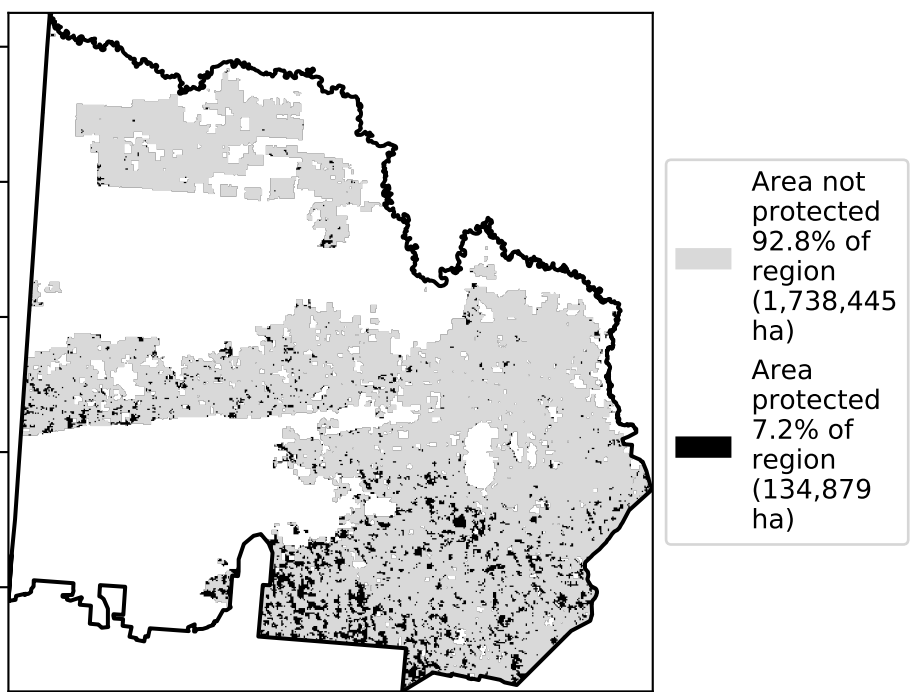 Area not
protected
92.8% of
region
(1,738,445
ha)
Area
protected
7.2% of
region
(134,879
ha)